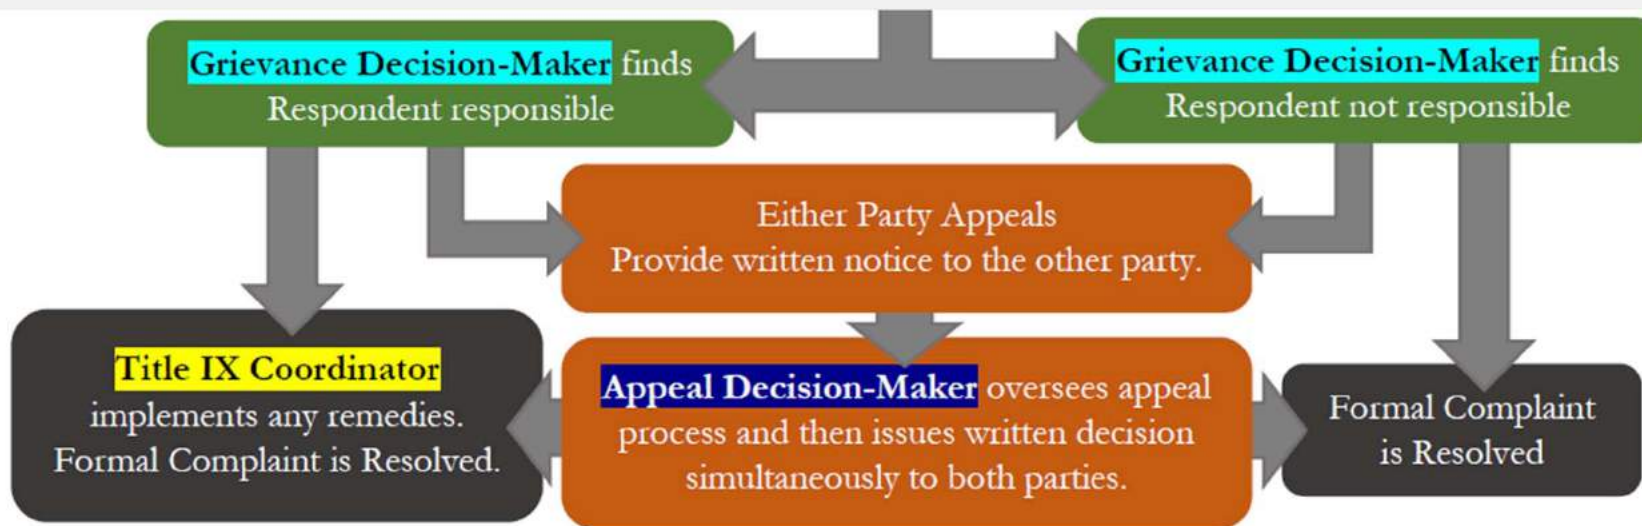 Grievance Decision-Maker finds
Respondent responsible
Grievance Decision-Maker finds
Respondent not responsible
Either Party Appeals
Provide written notice to the other party.
Title IX Coordinator
implements any remedies.
Formal Complaint is Resolved.
Appeal Decision-Maker oversees appeal
process and then issues written decision
simultaneously to both parties.
Formal Complaint
is Resolved